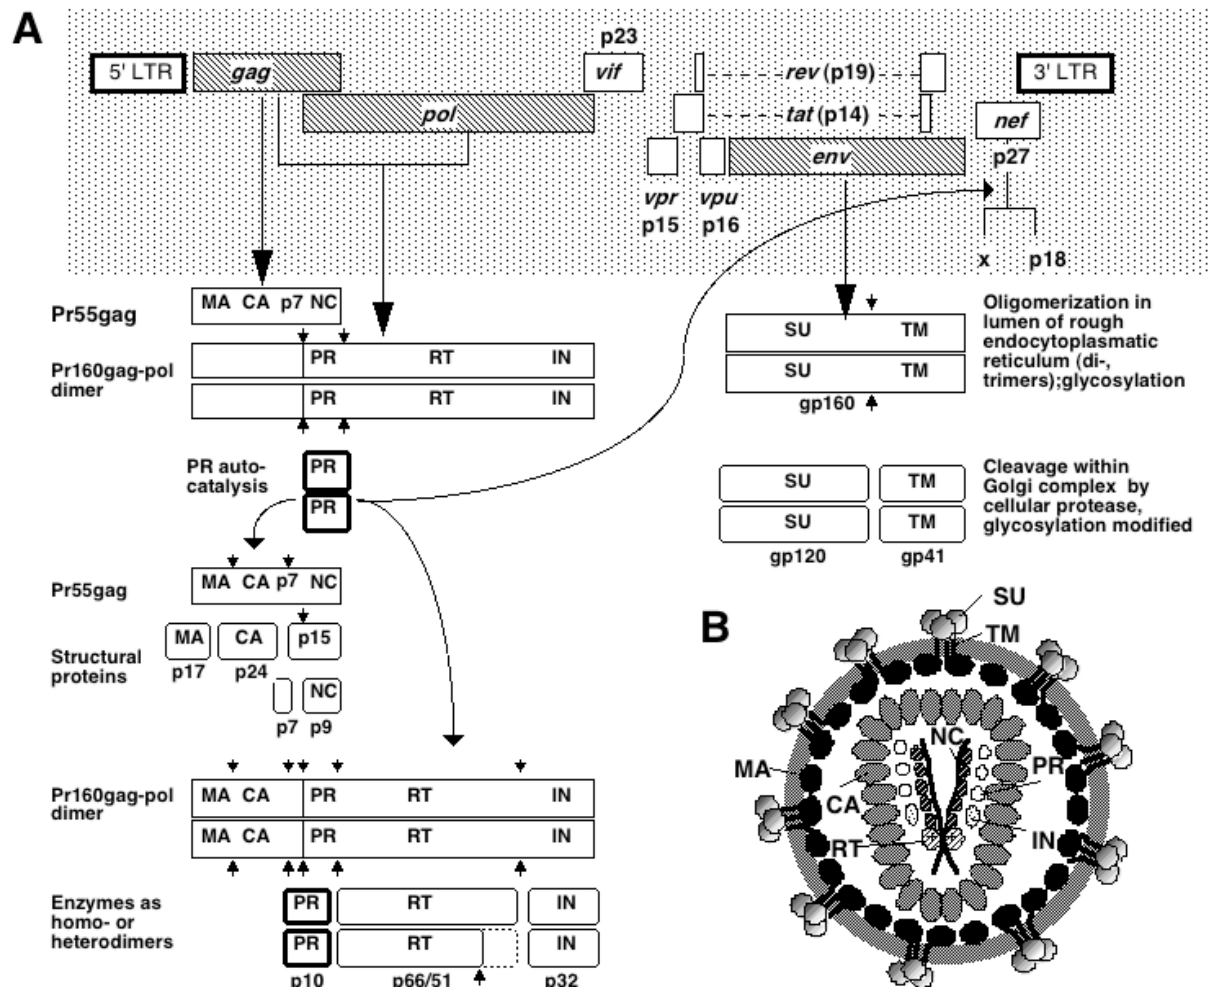 A
p23
5' LTR
gag
vif
rev (p19)
3' LTR
pol
tat (p14)
nef
env
p27
vpr
vpu
p15
p16
x
p18
Pr55gag
MA CA p7 NC
Pr160gag-pol
dimer
PR RT IN
PR RT IN
SU TM
SU TM
gp160
Oligomerization in
lumen of rough
endocytoplasmatic
reticulum (di-,
trimers);glycosylation
PR auto-
catalysis
PR
PR
SU TM
SU TM
gp120 gp41
Cleavage within
Golgi complex by
cellular protease,
glycosylation modified
Pr55gag
MA CA p7 NC
Structural
proteins
MA CA p15
p17 p24
NC
p7 p9
Pr160gag-pol
dimer
MA CA PR RT IN
MA CA PR RT IN
Enzymes as
homo- or
heterodimers
PR RT IN
PR RT IN
p10 p66/51 p32
B
SU
TM
NC
MA
PR
CA
RT
IN